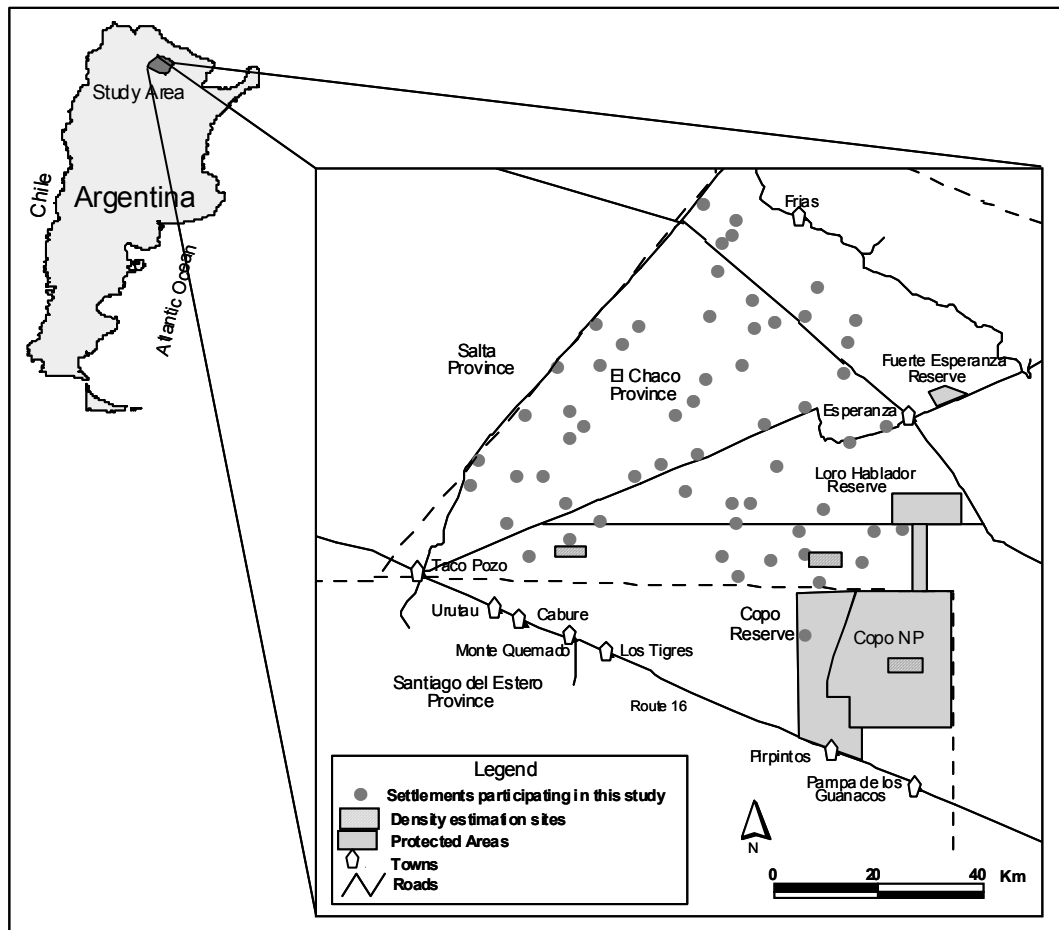 Study Area
Chile
Argentina
Atlantic Ocean
Frias
Salta
Province
El Chaco
Province
Fuerte Esperanza
Reserve
Esperanza
Loro Hablador
Reserve
Taco Pozo
Urutau
Cabure
Monte Quemado
Los Tigres
Copo
Reserve
Copo NP
Santiago del Estero
Province
Route 16
Pirpintos
Pampa de los
Guanacos
Legend
Settlements participating in this study
Density estimation sites
Protected Areas
Towns
Roads
N
0 20 40 Km